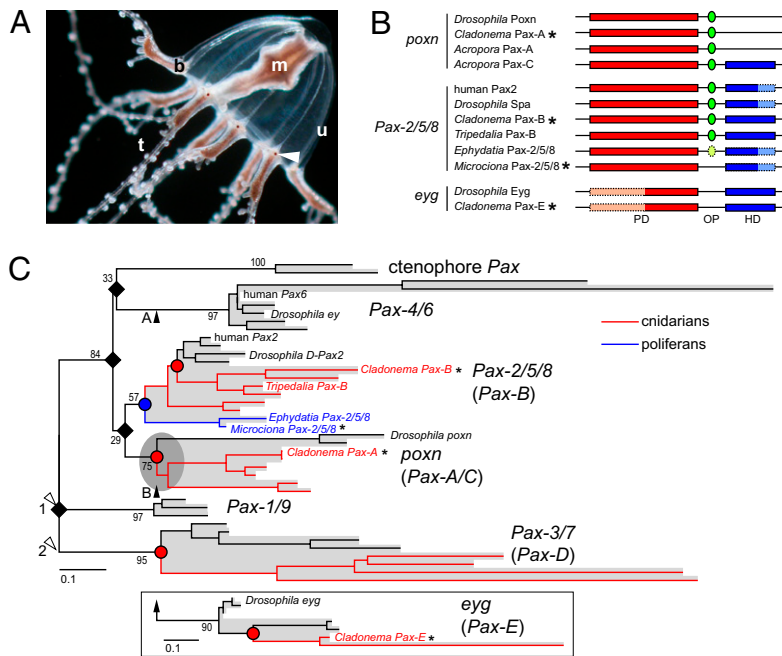 A
b
m
t
u
B
poxn
Drosophila Poxn
Cladonema Pax-A *
Acropora Pax-A
Acropora Pax-C
Pax-2/5/8
human Pax2
Drosophila Spa
Cladonema Pax-B *
Tripedalia Pax-B
Ephydatia Pax-2/5/8
Microciona Pax-2/5/8 *
eyg
Drosophila Eyg
Cladonema Pax-E *
PD OP HD
C
100
ctenophore Pax
33
human Pax6
A
97
Drosophila ey
Pax-4/6
cnidarians
poliferans
human Pax2
84
Drosophila D-Pax2
Cladonema Pax-B *
Pax-2/5/8
(Pax-B)
Tripedalia Pax-B
57
Ephydatia Pax-2/5/8
Microciona Pax-2/5/8 *
29
Drosophila poxn
75
Cladonema Pax-A *
poxn
(Pax-A/C)
B
1
97
Pax-1/9
2
95
Pax-3/7
(Pax-D)
0.1
Drosophila eyg
eyg
(Pax-E)
90
0.1
Cladonema Pax-E *